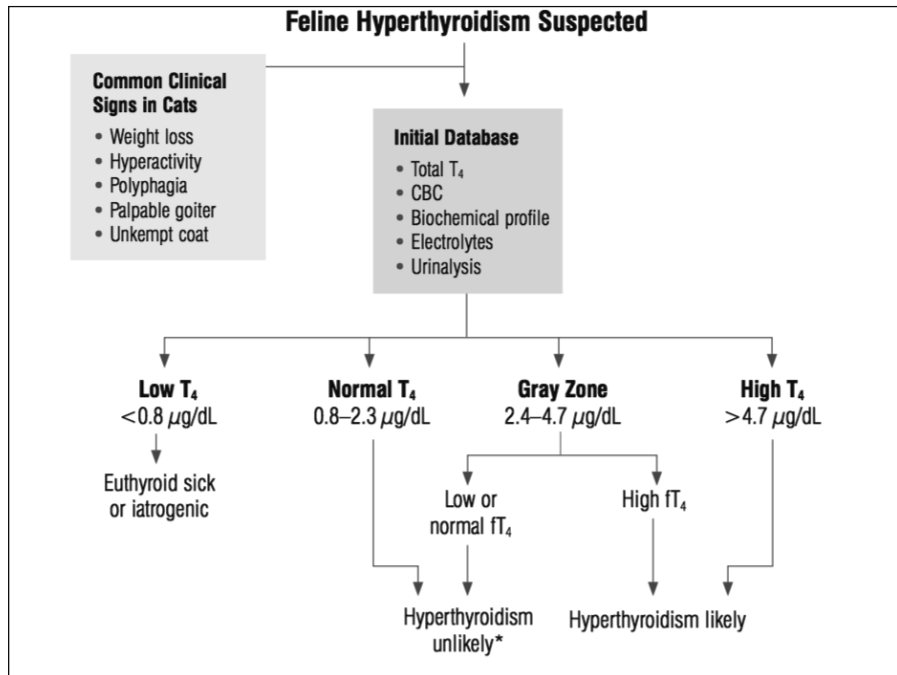 Feline Hyperthyroidism Suspected
Common Clinical
Signs in Cats
• Weight loss
• Hyperactivity
• Polyphagia
• Palpable goiter
• Unkempt coat
Initial Database
• Total T₄
• CBC
• Biochemical profile
• Electrolytes
• Urinalysis
Low T₄
<0.8 µg/dL
Normal T₄
0.8–2.3 µg/dL
Gray Zone
2.4–4.7 µg/dL
High T₄
>4.7 µg/dL
Euthyroid sick
or iatrogenic
Low or
normal fT₄
High fT₄
Hyperthyroidism
unlikely*
Hyperthyroidism likely